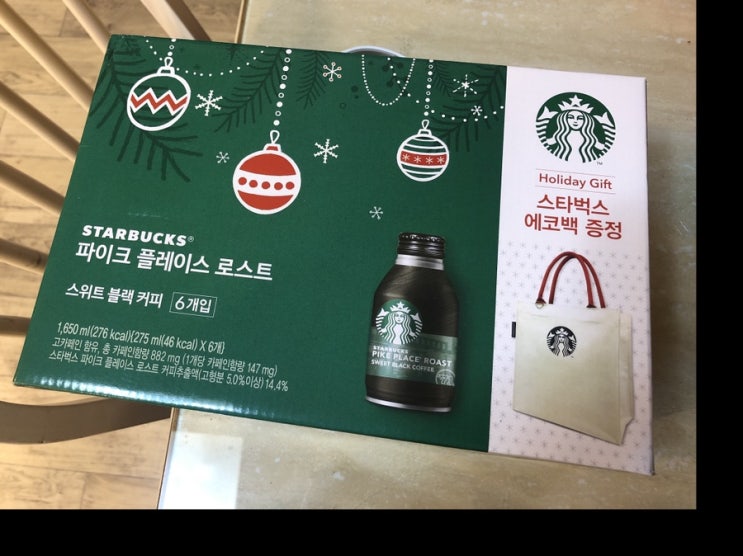 STARBUCKS®
파이크 플레이스 로스트
스위트 블랙 커피 6개입
1,650 ml(276 kcal)(275 ml(46 kcal) X 6개)
고카페인 함유, 총 카페인함량 882 mg (1개당 카페인함량 147 mg)
스타벅스 파이크 플레이스 로스트 커피추출액(고형분 5.0%이상) 14.4%
STARBUCKS
PIKE PLACE® ROAST
SWEET BLACK COFFEE
TM
Holiday Gift
스타벅스
에코백 증정